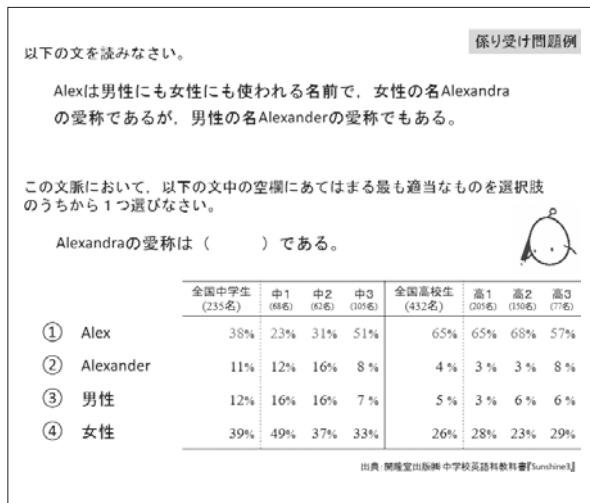 係り受け問題例
以下の文を読みなさい。
Alexは男性にも女性にも使われる名前で，女性の名Alexandra
の愛称であるが，男性の名Alexanderの愛称でもある。
この文脈において，以下の文中の空欄にあてはまる最も適当なものを選択肢
のうちから１つ選びなさい。
Alexandraの愛称は（　　　）である。
全国中学生 中1 中2 中3 全国高校生 高1 高2 高3
(235名) (68名) (62名) (105名) (432名) (205名) (150名) (77名)
① Alex 38% 23% 31% 51% 65% 65% 68% 57%
② Alexander 11% 12% 16% 8% 4% 3% 3% 8%
③ 男性 12% 16% 16% 7% 5% 3% 6% 6%
④ 女性 39% 49% 37% 33% 26% 28% 23% 29%
出典：開隆堂出版㈱ 中学校英語科教科書『Sunshine3』